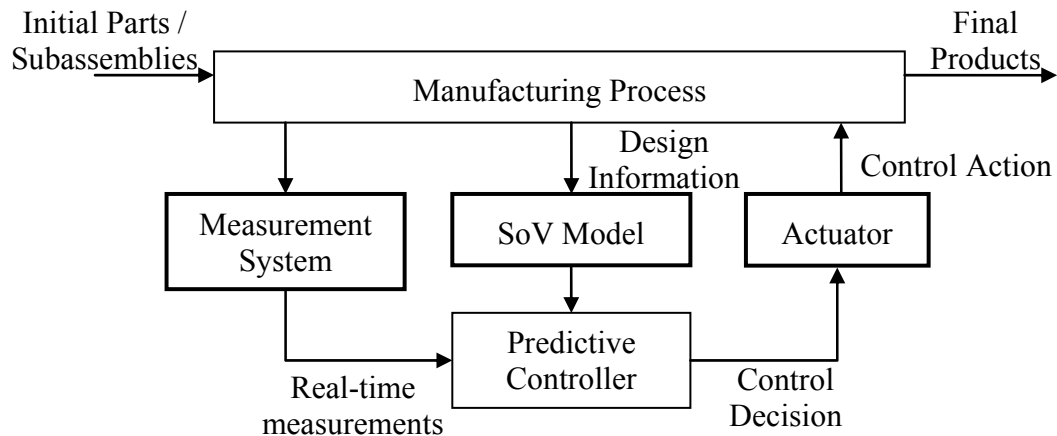 Initial Parts /
Subassemblies
Final
Products
Manufacturing Process
Design
Information
Control Action
Measurement
System
SoV Model
Actuator
Predictive
Controller
Real-time
measurements
Control
Decision